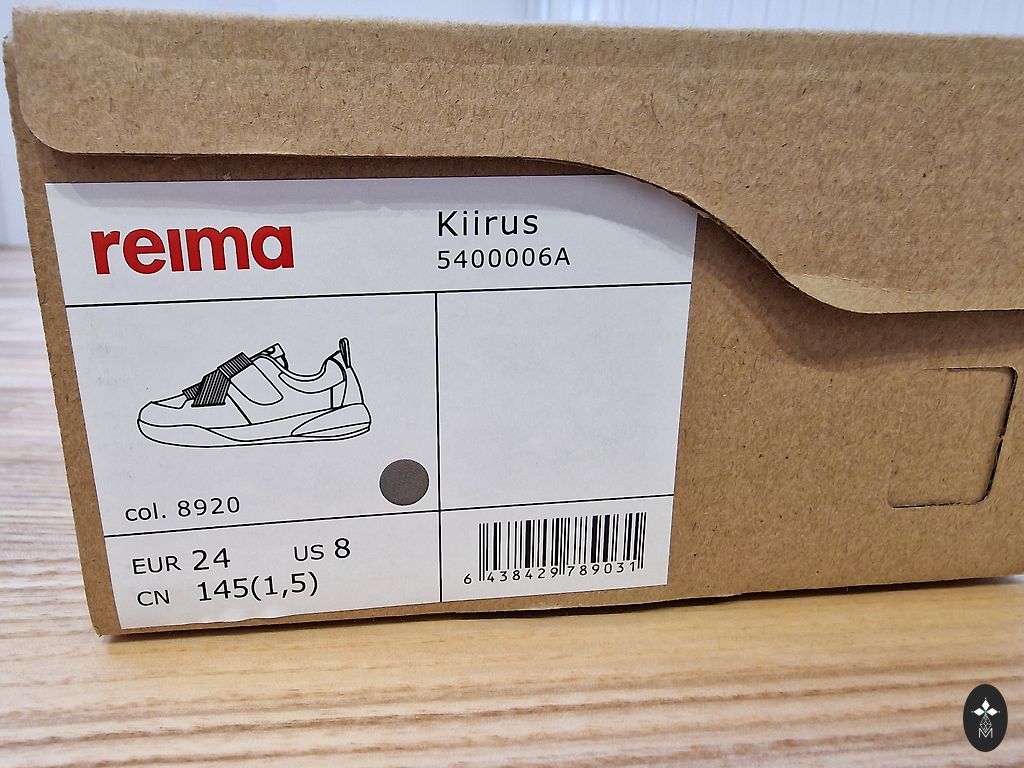 reima
Kiirus
5400006A
col. 8920
EUR 24 US 8
CN 145(1,5)
6 438429 789031
M